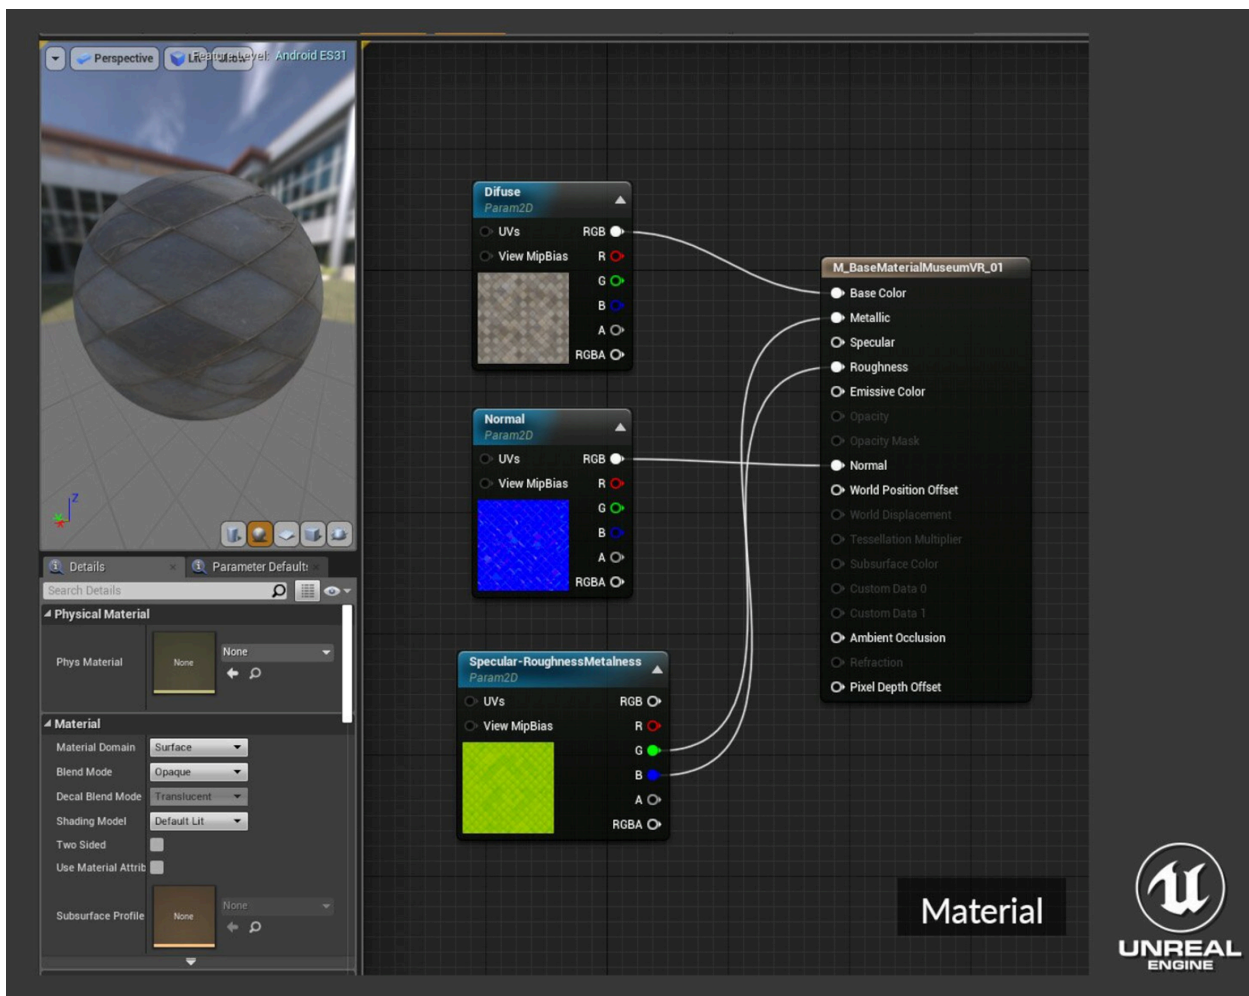 Perspective
Lit
Show
Feature Level: Android ES31
Z
Details
Parameter Default
Search Details
Physical Material
Phys Material
None
None
Material
Material Domain
Surface
Blend Mode
Opaque
Decal Blend Mode
Translucent
Shading Model
Default Lit
Two Sided
Use Material Attrib
Subsurface Profile
None
None
Difuse
Param2D
UVs
RGB
View MipBias
R
G
B
A
RGBA
Normal
Param2D
UVs
RGB
View MipBias
R
G
B
A
RGBA
Specular-RoughnessMetalness
Param2D
UVs
RGB
View MipBias
R
G
B
A
RGBA
M_BaseMaterialMuseumVR_01
Base Color
Metallic
Specular
Roughness
Emissive Color
Opacity
Opacity Mask
Normal
World Position Offset
World Displacement
Tessellation Multiplier
Subsurface Color
Custom Data 0
Custom Data 1
Ambient Occlusion
Refraction
Pixel Depth Offset
Material
UNREAL
ENGINE